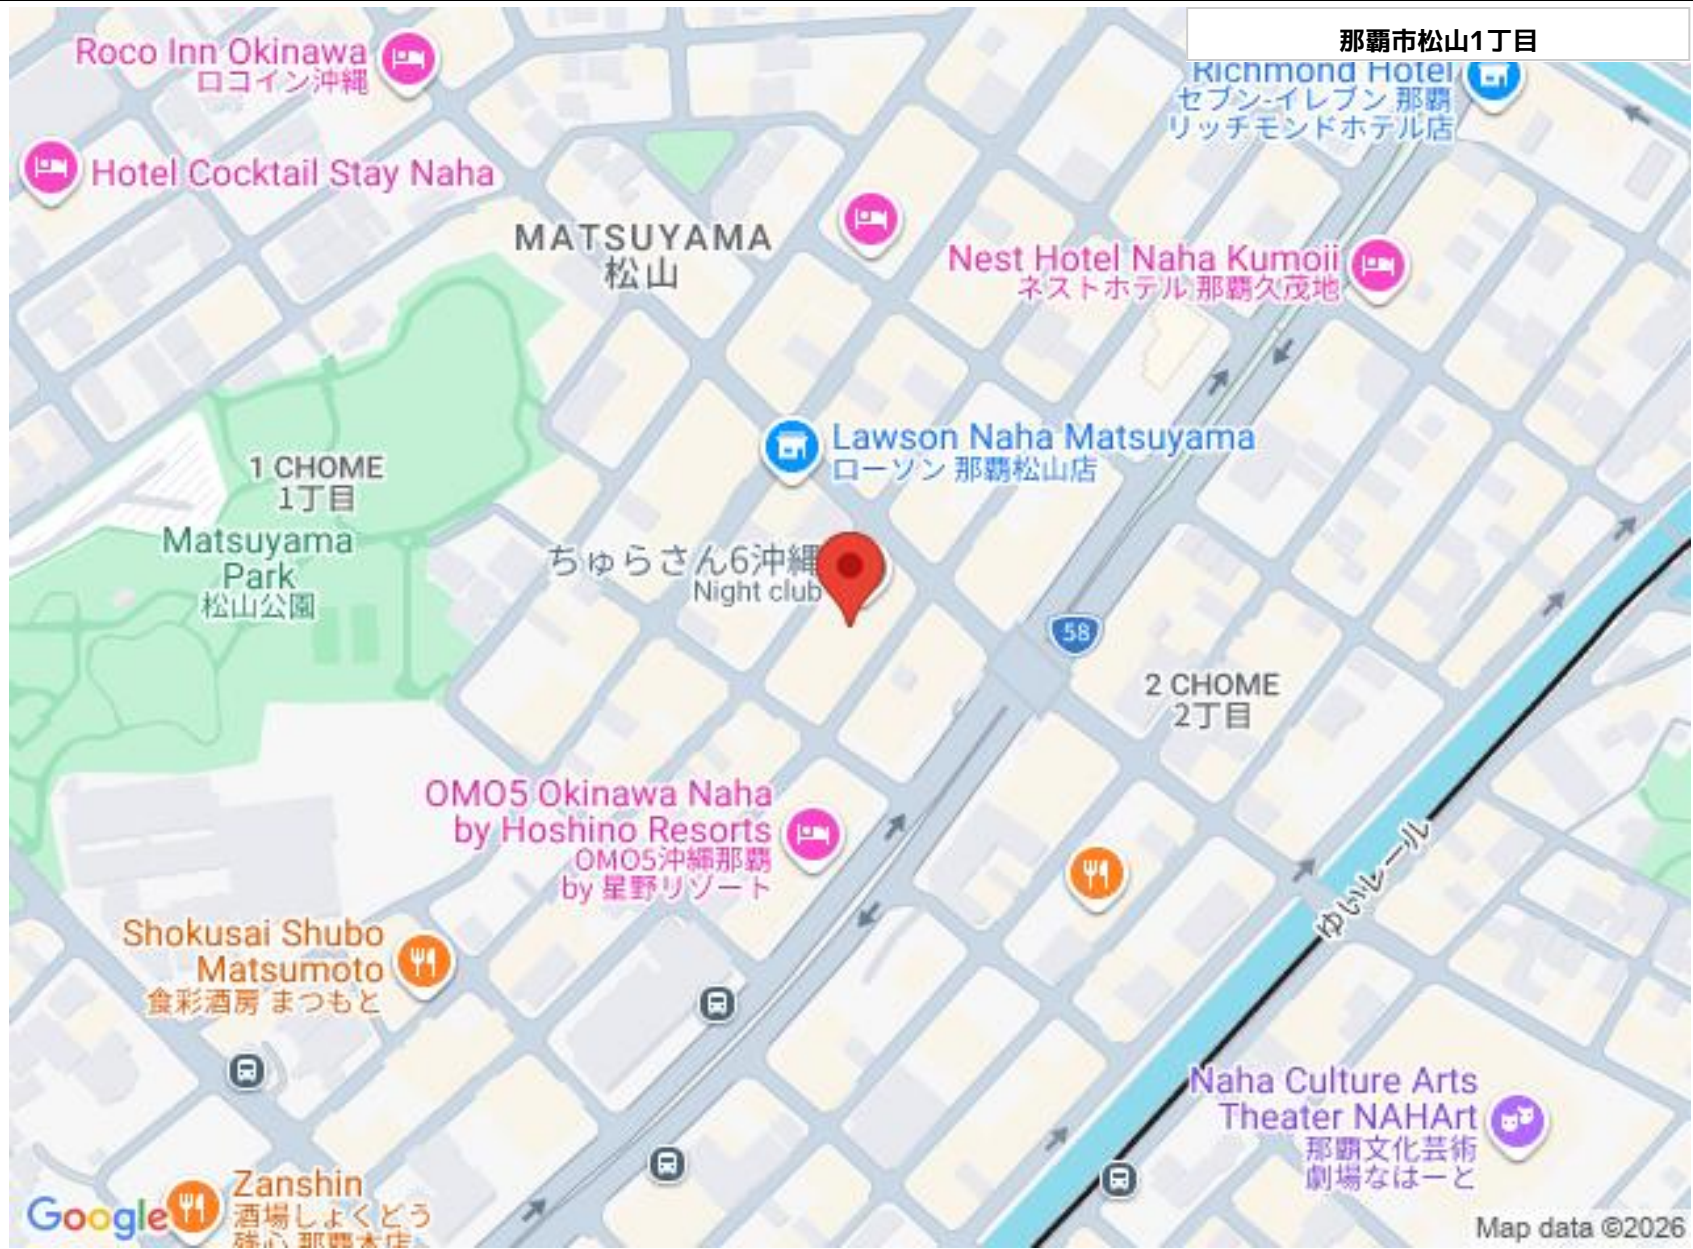 那覇市松山1丁目
Roco Inn Okinawa
ロコイン沖縄
Richmond Hotel
セブン-イレブン 那覇
リッチモンドホテル店
Hotel Cocktail Stay Naha
MATSUYAMA
松山
Nest Hotel Naha Kumoji
ネストホテル 那覇久茂地
Lawson Naha Matsuyama
ローソン 那覇松山店
1 CHOME
1丁目
Matsuyama
Park
松山公園
ちゅらさん6沖縄
Night club
58
2 CHOME
2丁目
OMO5 Okinawa Naha
by Hoshino Resorts
OMO5沖縄那覇
by 星野リゾート
ゆいレール
Shokusai Shubo
Matsumoto
食彩酒房 まつもと
Naha Culture Arts
Theater NAHArt
那覇文化芸術
劇場なはーと
Zanshin
酒場しょくどう
残心 那覇本店
Google
Map data ©2026